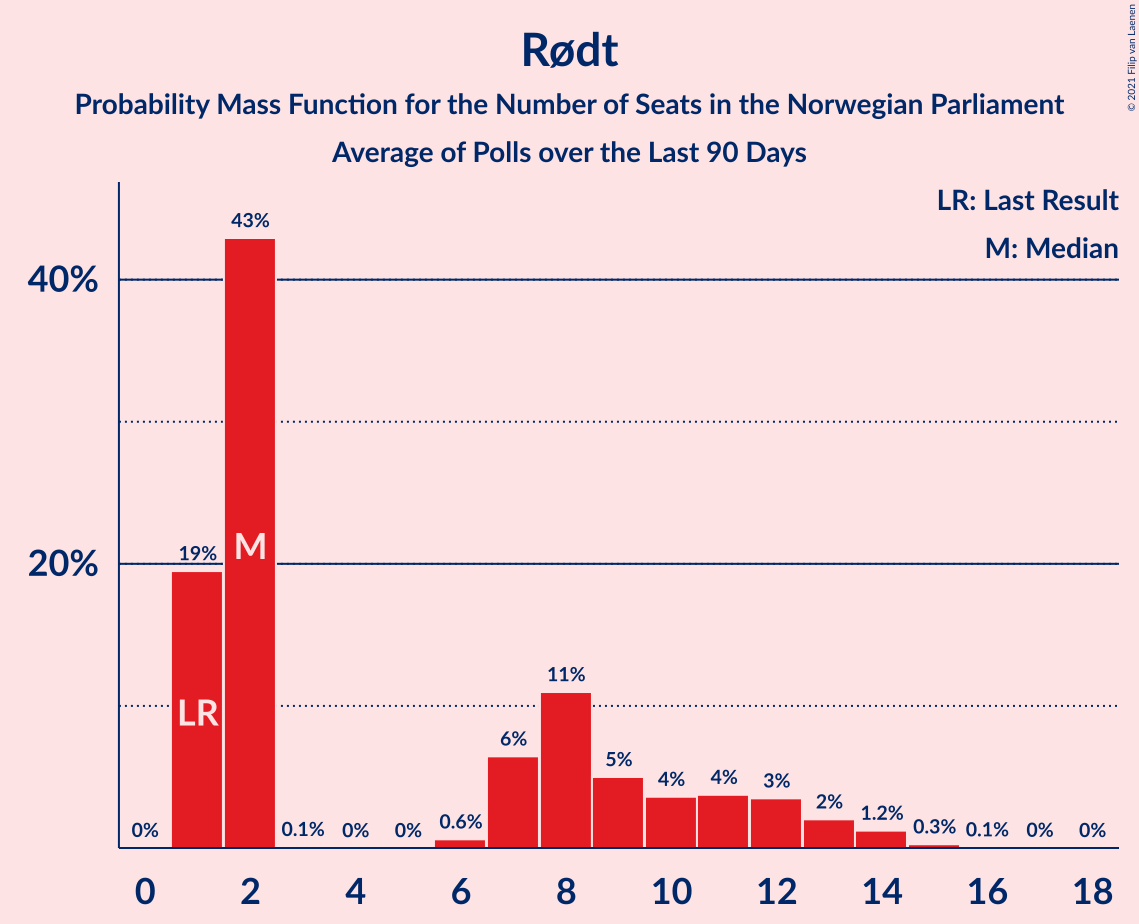 Rødt
Probability Mass Function for the Number of Seats in the Norwegian Parliament
Average of Polls over the Last 90 Days
© 2021 Filip van Laenen
LR: Last Result
M: Median
40%
20%
0%
19%
43%
0.1%
0%
0%
0.6%
6%
11%
5%
4%
4%
3%
2%
1.2%
0.3%
0.1%
0%
0%
LR
M
0 2 4 6 8 10 12 14 16 18